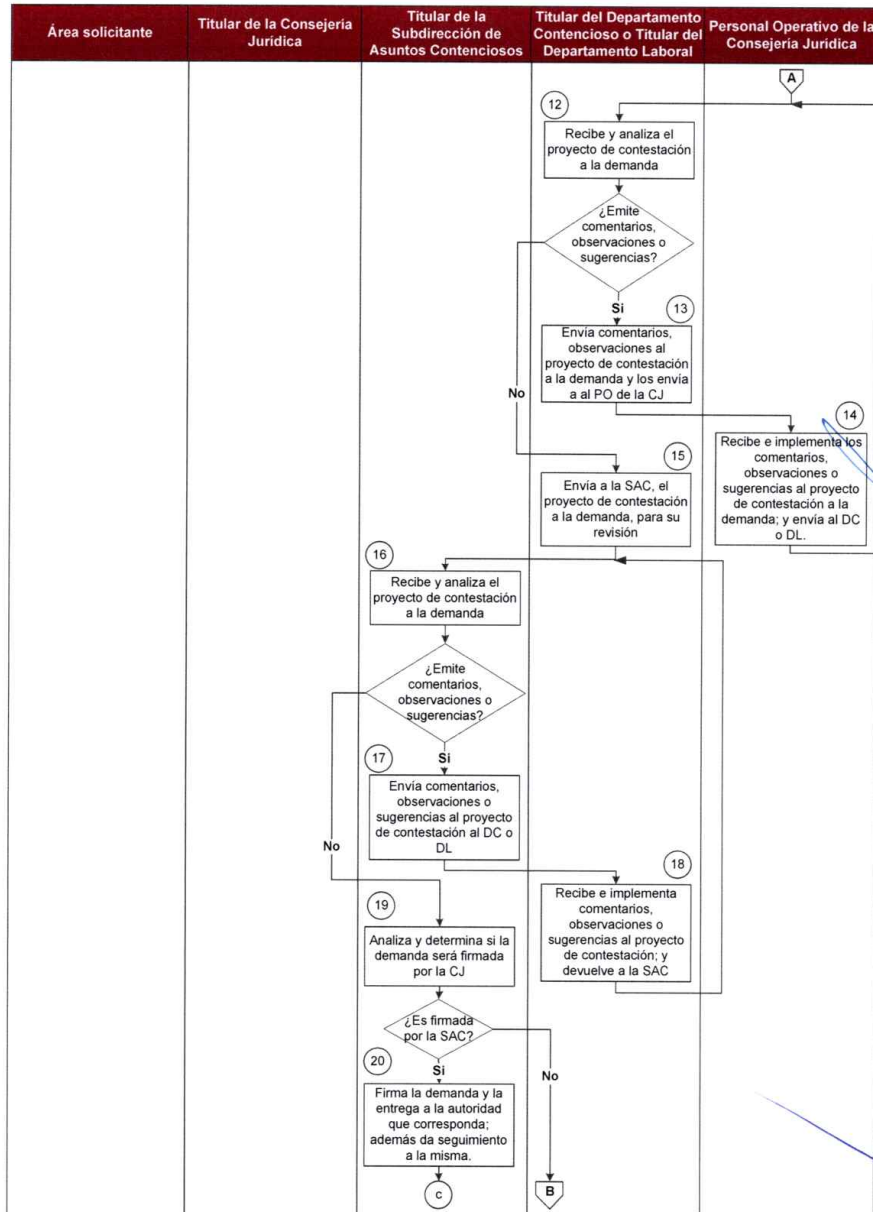 Área solicitante
Titular de la Consejería
Jurídica
Titular de la
Subdirección de
Asuntos Contenciosos
Titular del Departamento
Contencioso o Titular del
Departamento Laboral
Personal Operativo de la
Consejería Jurídica
A
12
Recibe y analiza el
proyecto de contestación
a la demanda
¿Emite
comentarios,
observaciones o
sugerencias?
Si
13
Envía comentarios,
observaciones al
proyecto de contestación
a la demanda y los envía
a al PO de la CJ
No
14
Recibe e implementa los
comentarios,
observaciones o
sugerencias al proyecto
de contestación a la
demanda; y envía al DC
o DL.
15
Envía a la SAC, el
proyecto de contestación
a la demanda, para su
revisión
16
Recibe y analiza el
proyecto de contestación
a la demanda
¿Emite
comentarios,
observaciones o
sugerencias?
Si
17
Envía comentarios,
observaciones o
sugerencias al proyecto
de contestación al DC o
DL
No
18
Recibe e implementa
comentarios,
observaciones o
sugerencias al proyecto
de contestación; y
devuelve a la SAC
19
Analiza y determina si la
demanda será firmada
por la CJ
¿Es firmada
por la SAC?
Si
No
20
Firma la demanda y la
entrega a la autoridad
que corresponda;
además da seguimiento
a la misma.
c
B